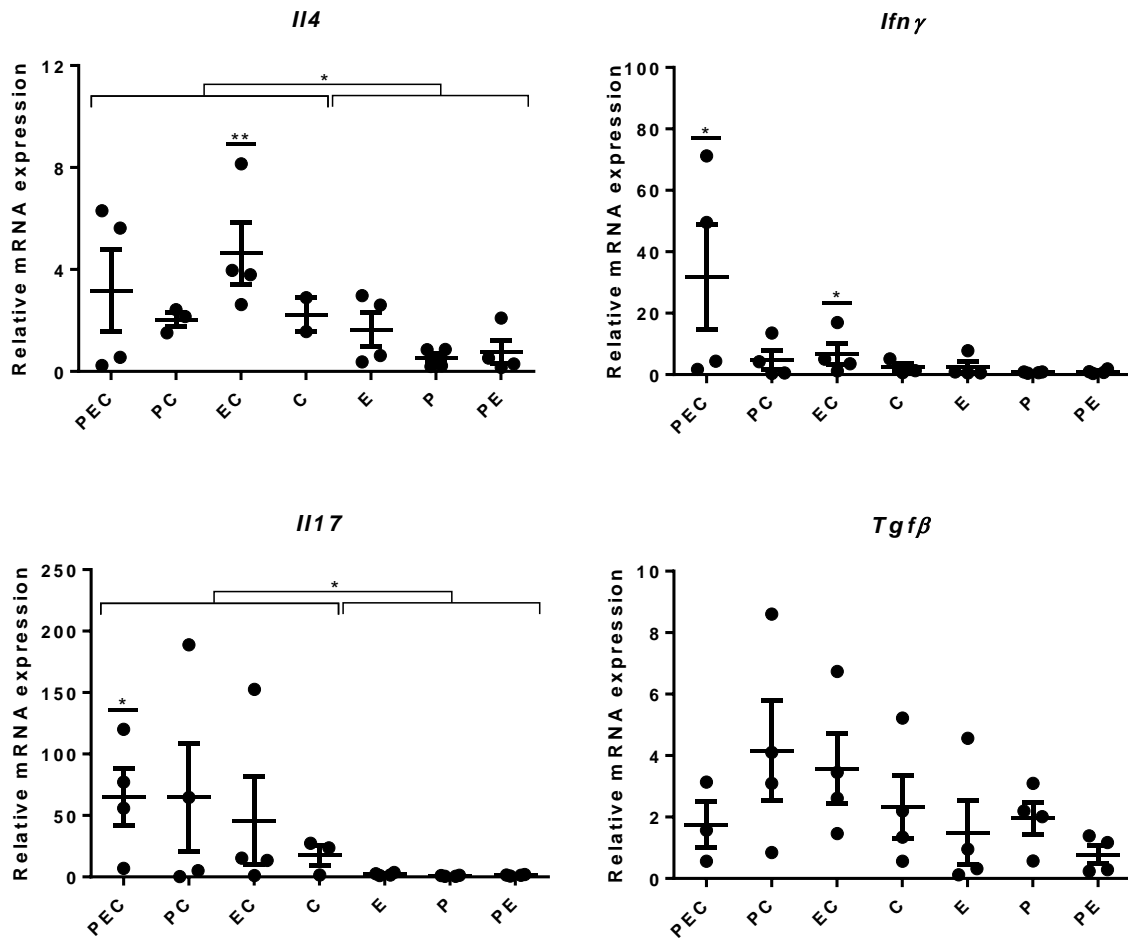 Il4
Relative mRNA expression
12
8
4
0
*
**
PEC
PC
EC
C
E
P
PE
Ifnγ
Relative mRNA expression
100
80
60
40
20
0
*
*
PEC
PC
EC
C
E
P
PE
Il17
Relative mRNA expression
250
200
150
100
50
0
*
*
PEC
PC
EC
C
E
P
PE
Tgfβ
Relative mRNA expression
10
8
6
4
2
0
PEC
PC
EC
C
E
P
PE